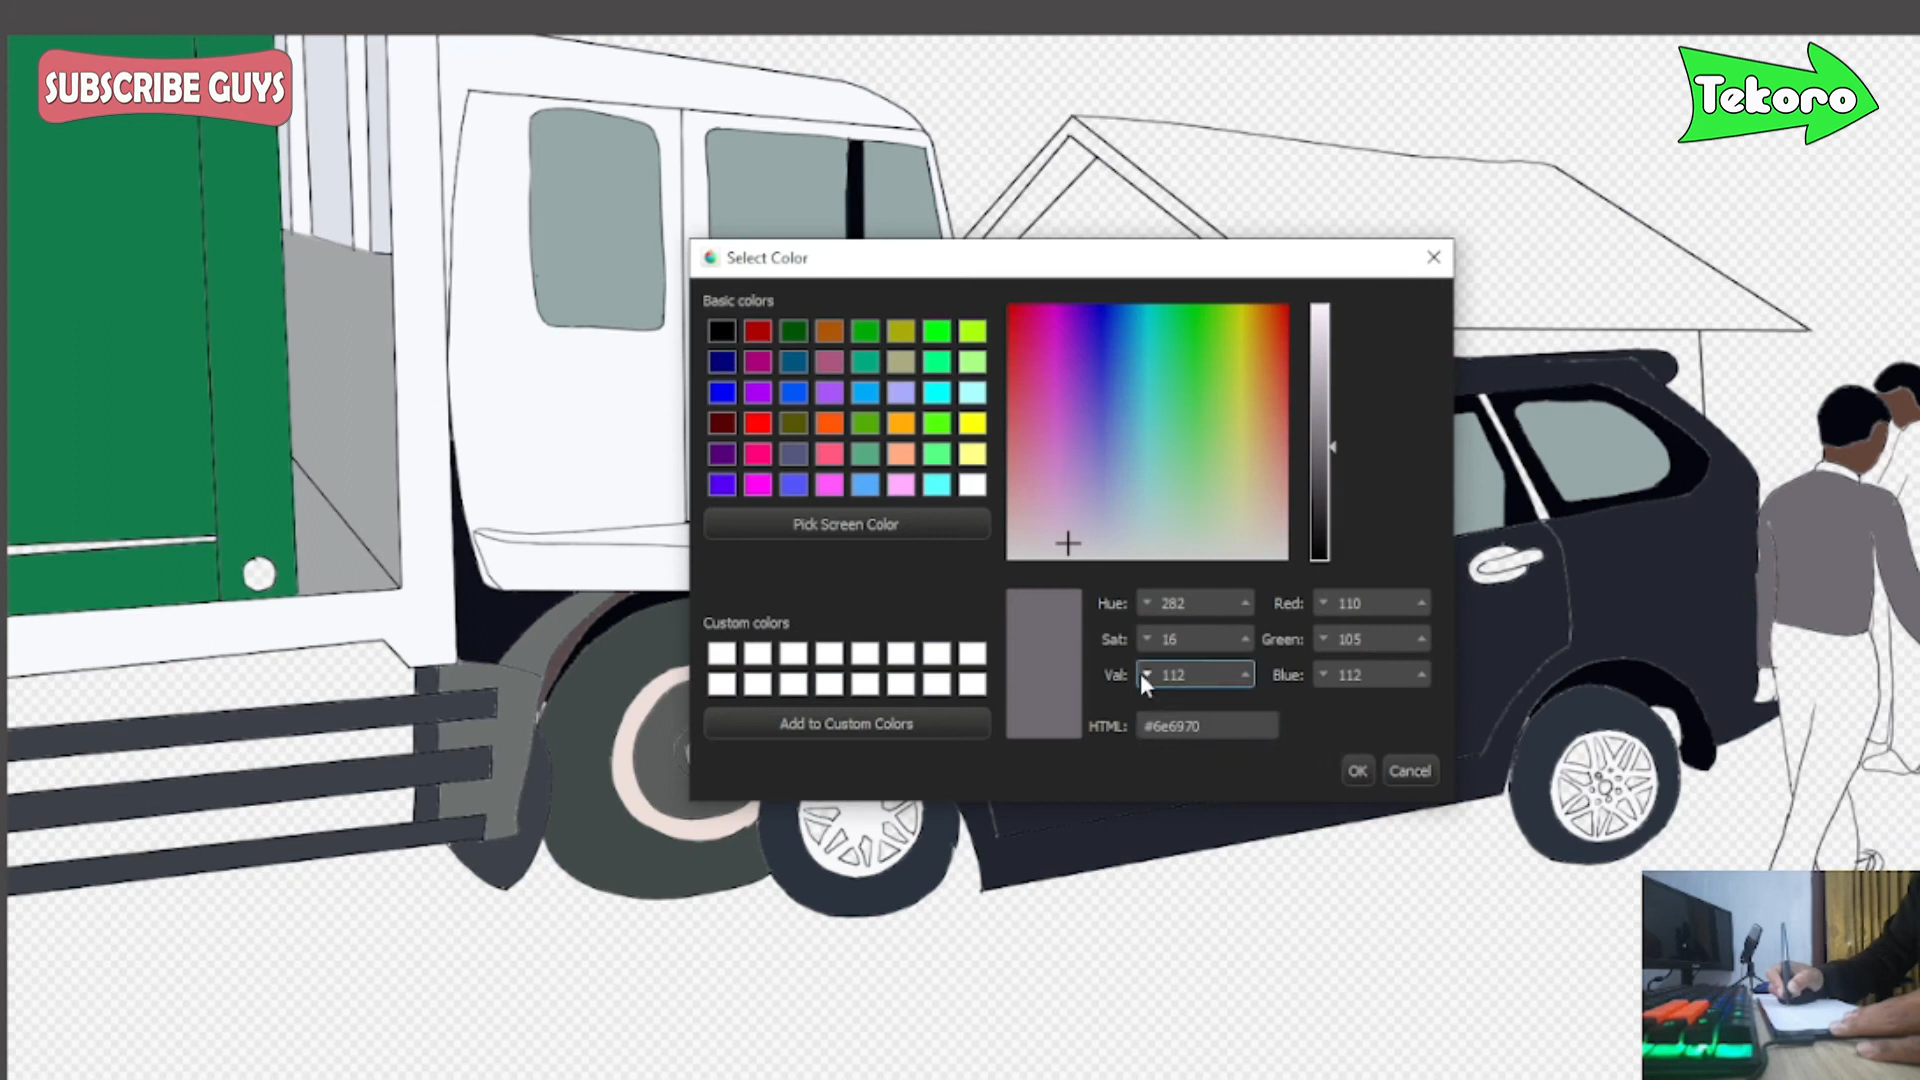 SUBSCRIBE GUYS
Tekoro
Select Color
Basic colors
Pick Screen Color
Custom colors
Add to Custom Colors
Hue: 282
Red: 110
Sat: 16
Green: 105
Val: 112
Blue: 112
HTML: #6e6970
OK
Cancel